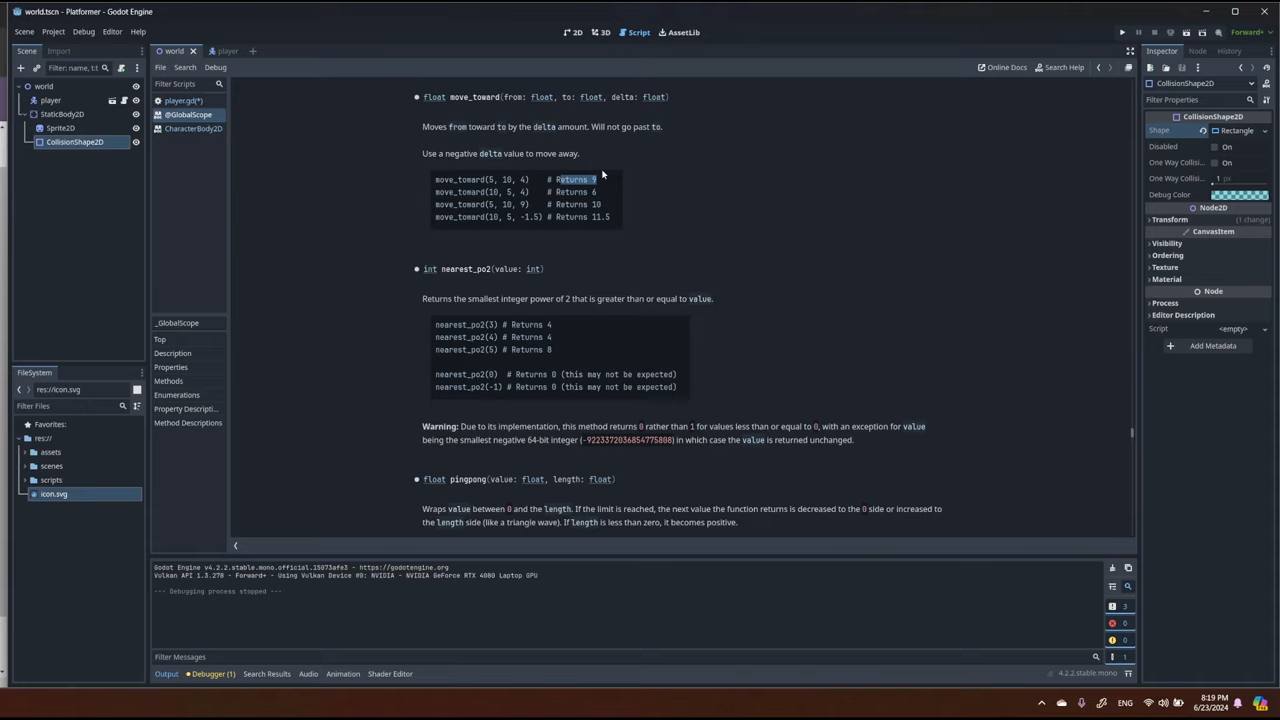 world.tscn - Platformer - Godot Engine
Scene Project Debug Editor Help
2D 3D Script AssetLib
Forward+
Scene Import
Filter: name, t:t
world
player
StaticBody2D
Sprite2D
CollisionShape2D
FileSystem
res://icon.svg
Filter Files
Favorites:
res://
assets
scenes
scripts
icon.svg
world player
File Search Debug
Online Docs Search Help
Filter Scripts
player.gd(*)
@GlobalScope
CharacterBody2D
_GlobalScope
Top
Description
Properties
Methods
Enumerations
Property Descripti...
Method Descriptions
float move_toward(from: float, to: float, delta: float)
Moves from toward to by the delta amount. Will not go past to.
Use a negative delta value to move away.
move_toward(5, 10, 4) # Returns 9
move_toward(10, 5, 4) # Returns 6
move_toward(5, 10, 9) # Returns 10
move_toward(10, 5, -1.5) # Returns 11.5
int nearest_po2(value: int)
Returns the smallest integer power of 2 that is greater than or equal to value.
nearest_po2(3) # Returns 4
nearest_po2(4) # Returns 4
nearest_po2(5) # Returns 8
nearest_po2(0) # Returns 0 (this may not be expected)
nearest_po2(-1) # Returns 0 (this may not be expected)
Warning: Due to its implementation, this method returns 0 rather than 1 for values less than or equal to 0, with an exception for value
being the smallest negative 64-bit integer (-9223372036854775808) in which case the value is returned unchanged.
float pingpong(value: float, length: float)
Wraps value between 0 and the length. If the limit is reached, the next value the function returns is decreased to the 0 side or increased to
the length side (like a triangle wave). If length is less than zero, it becomes positive.
Godot Engine v4.2.2.stable.mono.official.15073afe3 - https://godotengine.org
Vulkan API 1.3.278 - Forward+ - Using Vulkan Device #0: NVIDIA - NVIDIA GeForce RTX 4080 Laptop GPU
--- Debugging process stopped ---
3
0
0
1
Filter Messages
Output Debugger (1) Search Results Audio Animation Shader Editor
4.2.2.stable.mono
Inspector Node History
CollisionShape2D
Filter Properties
CollisionShape2D
Shape Rectangle
Disabled On
One Way Collisi... On
One Way Collisi... 1 px
Debug Color
Node2D
Transform (1 change)
CanvasItem
Visibility
Ordering
Texture
Material
Node
Process
Editor Description
Script <empty>
Add Metadata
ENG
8:19 PM
6/23/2024